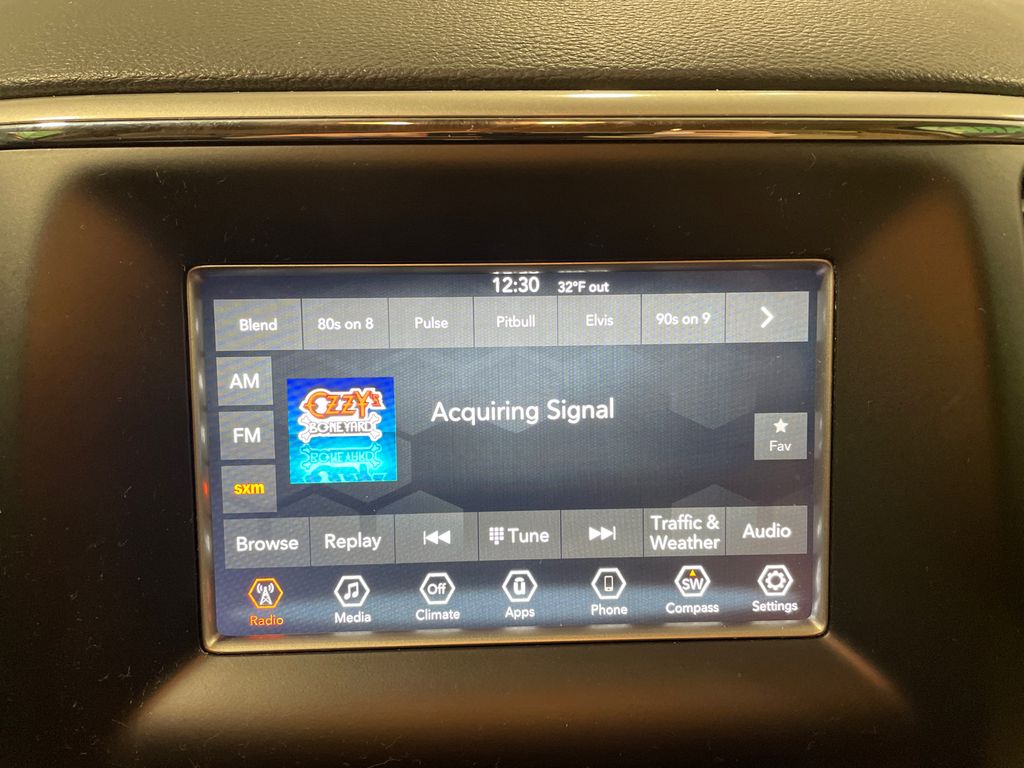 12:30 32°F out
Blend 80s on 8 Pulse Pitbull Elvis 90s on 9
AM
OZZY's
BONEYARD
Acquiring Signal
FM
Fav
sxm
Browse Replay Tune Traffic &
Weather Audio
Radio Media Off
Climate Apps Phone SW
Compass Settings